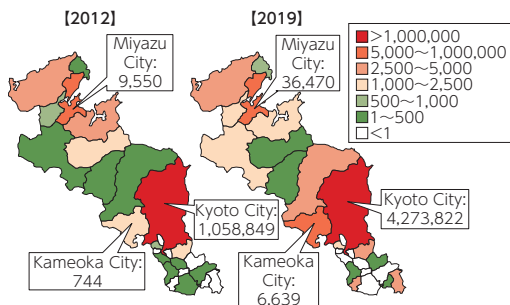 【2012】
【2019】
Miyazu
City:
9,550
Miyazu
City:
36,470
>1,000,000
5,000～1,000,000
2,500～5,000
1,000～2,500
500～1,000
1～500
<1
Kyoto City:
1,058,849
Kyoto City:
4,273,822
Kameoka City:
744
Kameoka
City:
6,639